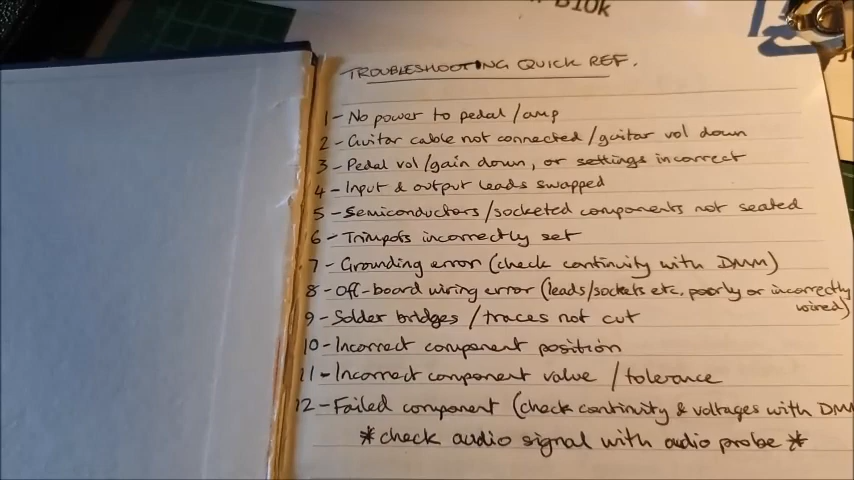 B10k
TROUBLESHOOTING QUICK REF.
1 - No power to pedal/amp
2 - Guitar cable not connected/guitar vol down
3 - Pedal vol/gain down, or settings incorrect
4 - Input & output leads swapped
5 - Semiconductors/socketed components not seated
6 - Trimpots incorrectly set
7 - Grounding error (check continuity with DMM)
8 - Off-board wiring error (leads/sockets etc. poorly or incorrectly
wired)
9 - Solder bridges/traces not cut
10 - Incorrect component position
11 - Incorrect component value/tolerance
12 - Failed component (check continuity & voltages with DMM
*check audio signal with audio probe*